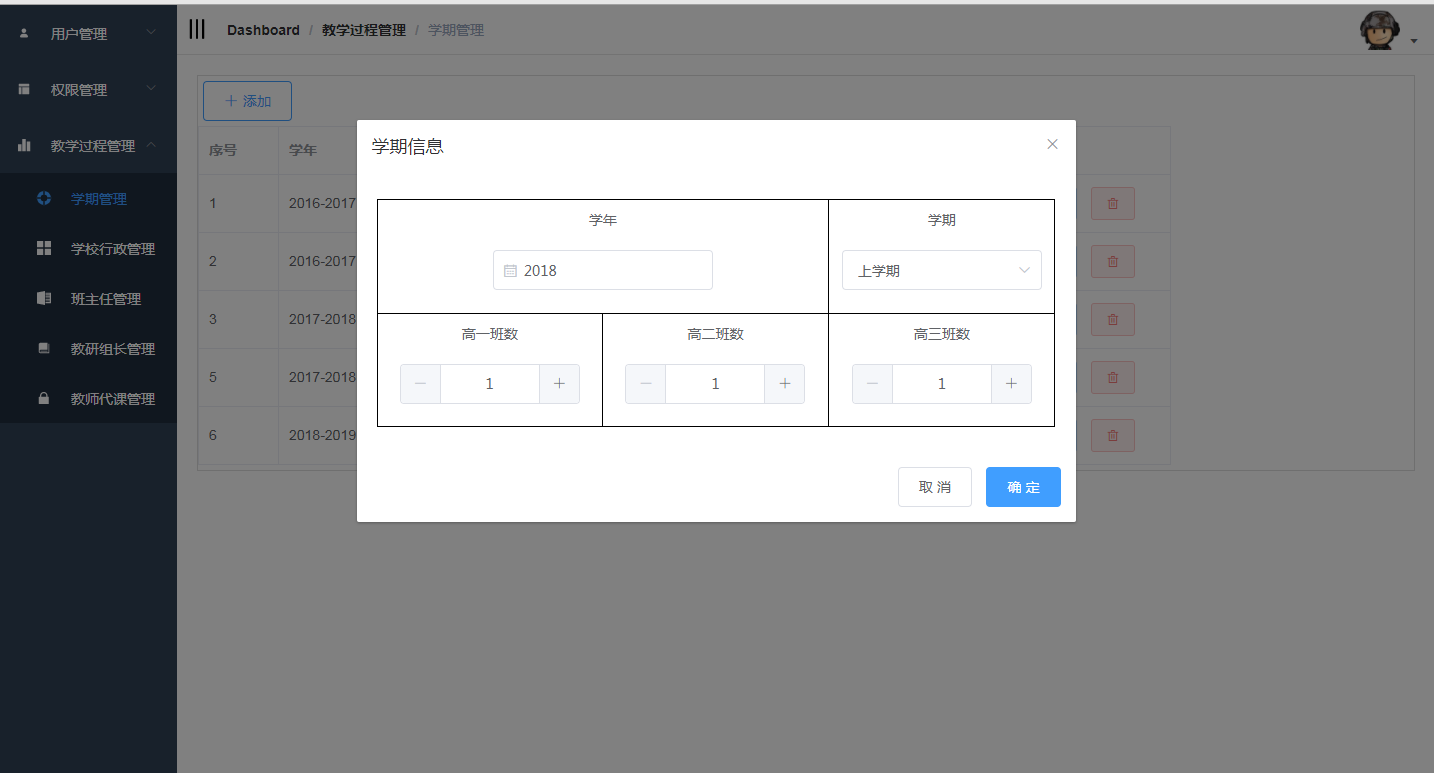 用户管理
Dashboard / 教学过程管理 / 学期管理
权限管理
添加
教学过程管理
学期管理
学校行政管理
班主任管理
教研组长管理
教师代课管理
序号 学年
1 2016-2017
2 2016-2017
3 2017-2018
5 2017-2018
6 2018-2019
学期信息
学年 学期
2018 上学期
高一班数 高二班数 高三班数
1 1 1
取 消 确 定